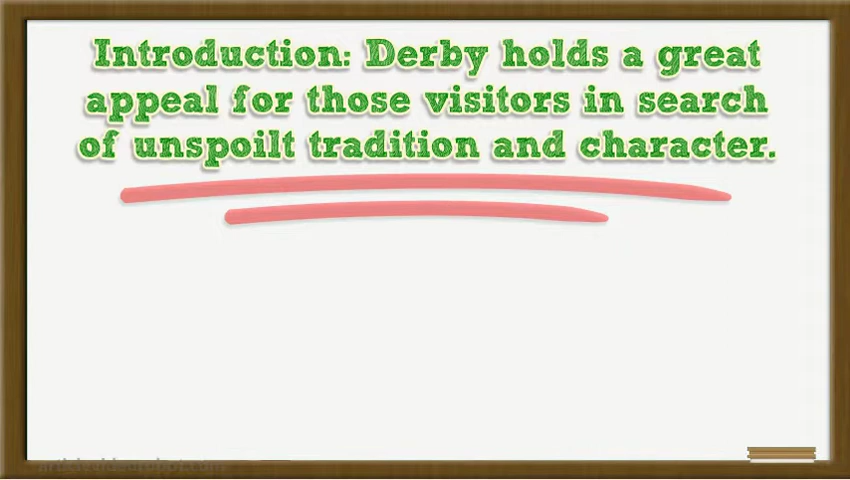 Introduction: Derby holds a great
appeal for those visitors in search
of unspoilt tradition and character.